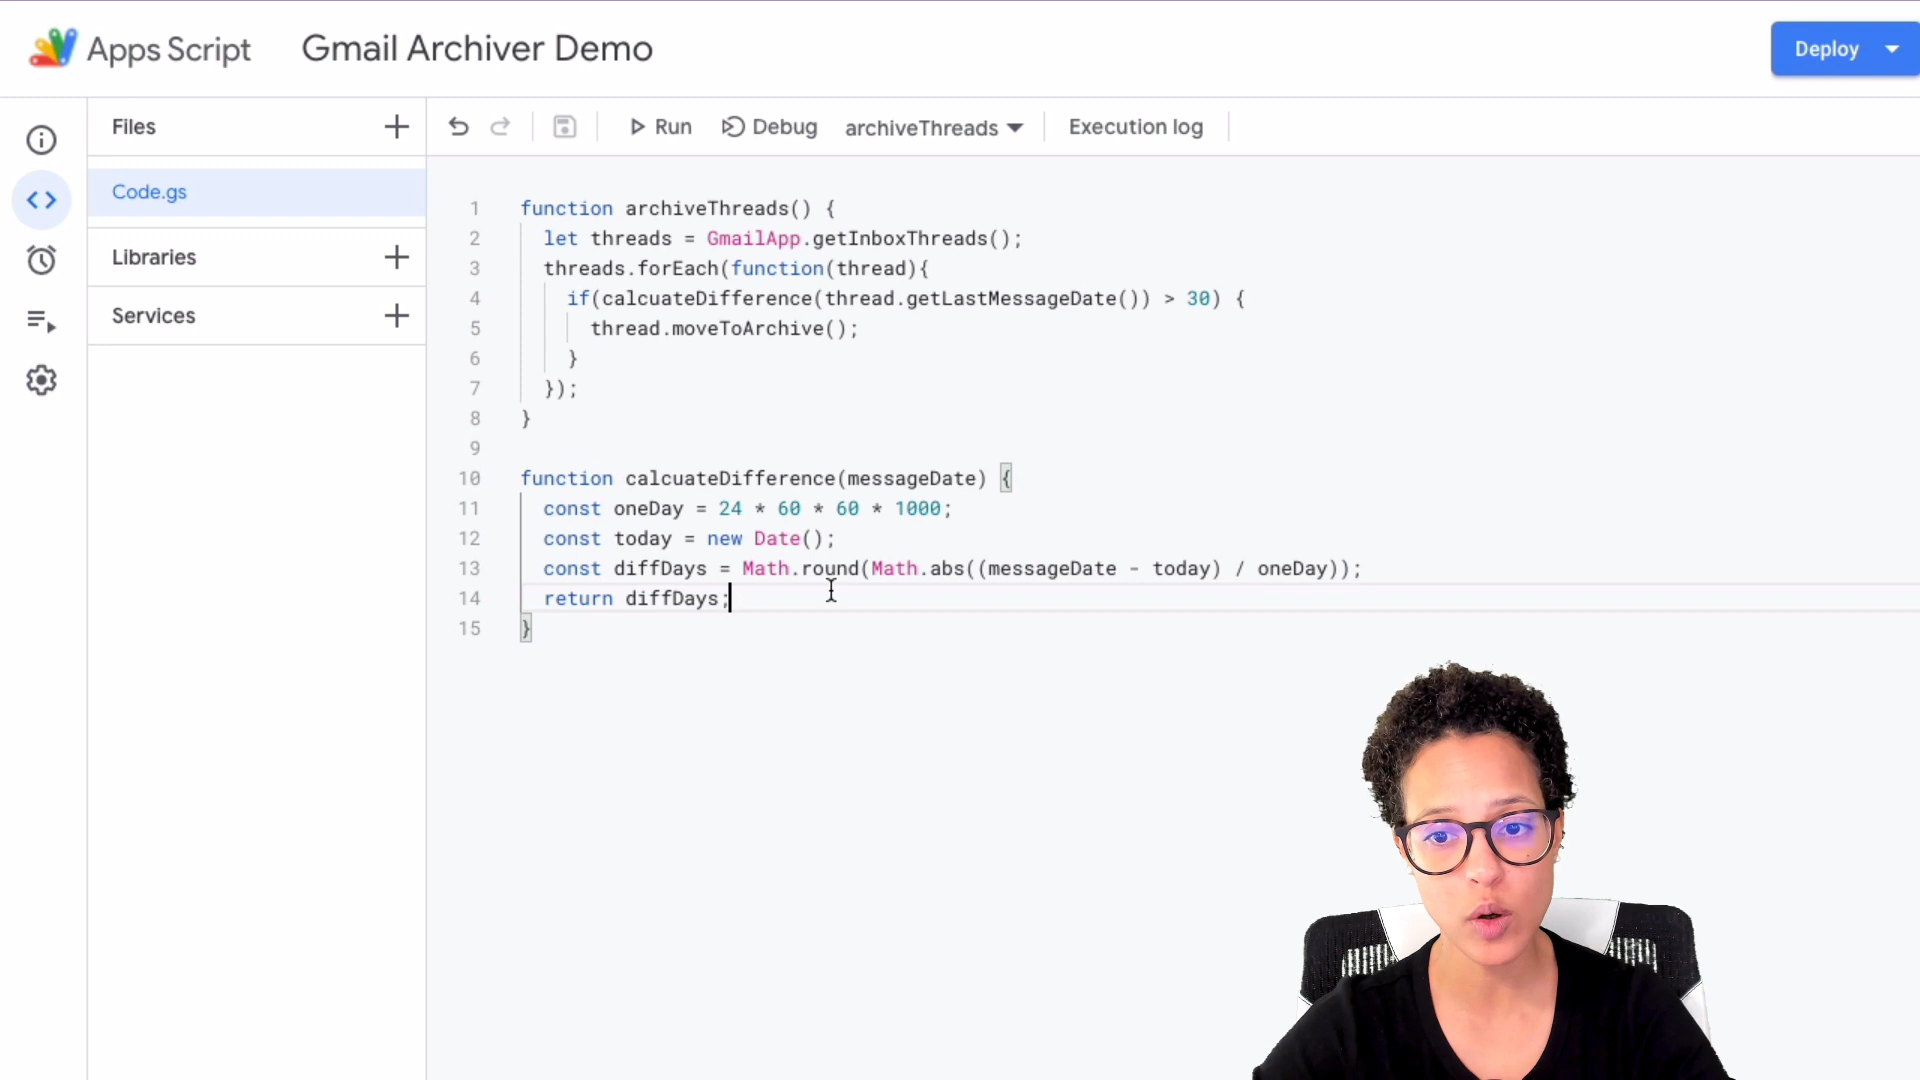 Apps Script Gmail Archiver Demo Deploy
Files
Run Debug archiveThreads Execution log
Code.gs
Libraries
Services
1 function archiveThreads() {
2 let threads = GmailApp.getInboxThreads();
3 threads.forEach(function(thread){
4 if(calcuateDifference(thread.getLastMessageDate()) > 30) {
5 thread.moveToArchive();
6 }
7 });
8 }
9
10 function calcuateDifference(messageDate) {
11 const oneDay = 24 * 60 * 60 * 1000;
12 const today = new Date();
13 const diffDays = Math.round(Math.abs((messageDate - today) / oneDay));
14 return diffDays;
15 }